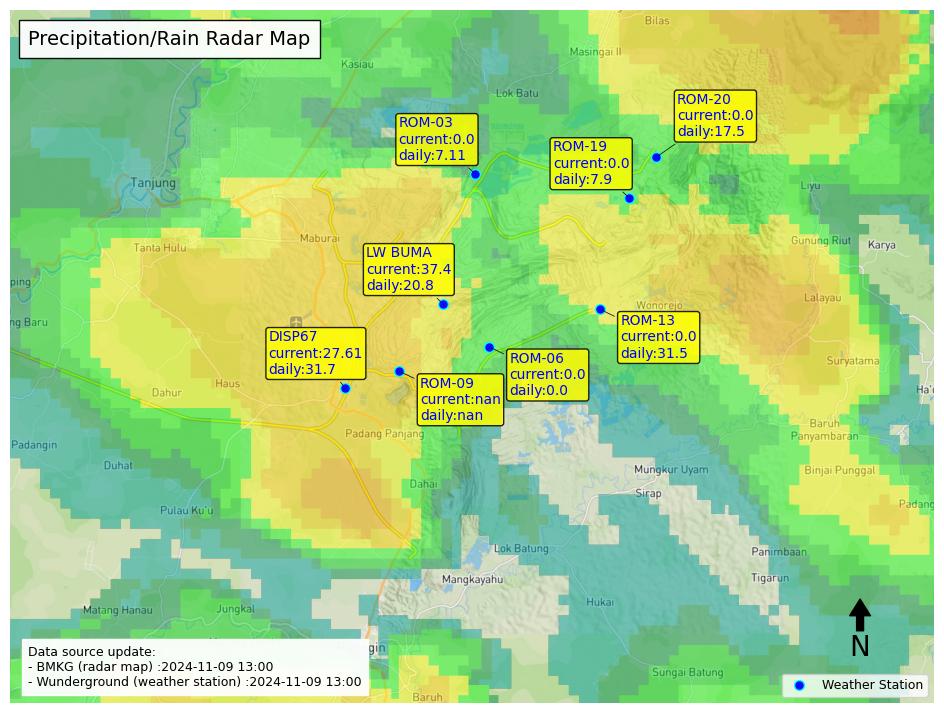 Precipitation/Rain Radar Map
Bilas
Masingai II
Kasiau
Lok Batu
ROM-20
current:0.0
daily:17.5
ROM-03
current:0.0
daily:7.11
ROM-19
current:0.0
daily:7.9
Tanjung
Liyu
Maburai
Tanta Hulu
Gunung Riut
Karya
LW BUMA
current:37.4
daily:20.8
ping
Lalayau
Wonorejo
ng Baru
ROM-13
current:0.0
daily:31.5
DISP67
current:27.61
daily:31.7
ROM-06
current:0.0
daily:0.0
Suryatama
ROM-09
current:nan
daily:nan
Haus
Dahur
Ha'
Baruh
Panyambaran
Padang Panjang
Padangin
Duhat
Mungkur Uyam
Binjai Punggal
Dahai
Sirap
Padang
Pulau Ku'u
Lok Batung
Panimbaan
Mangkayahu
Tigarun
Hukai
Matang Hanau
Jungkal
N
gin
Data source update:
- BMKG (radar map) :2024-11-09 13:00
- Wunderground (weather station) :2024-11-09 13:00
Sungai Batung
Weather Station
Baruh